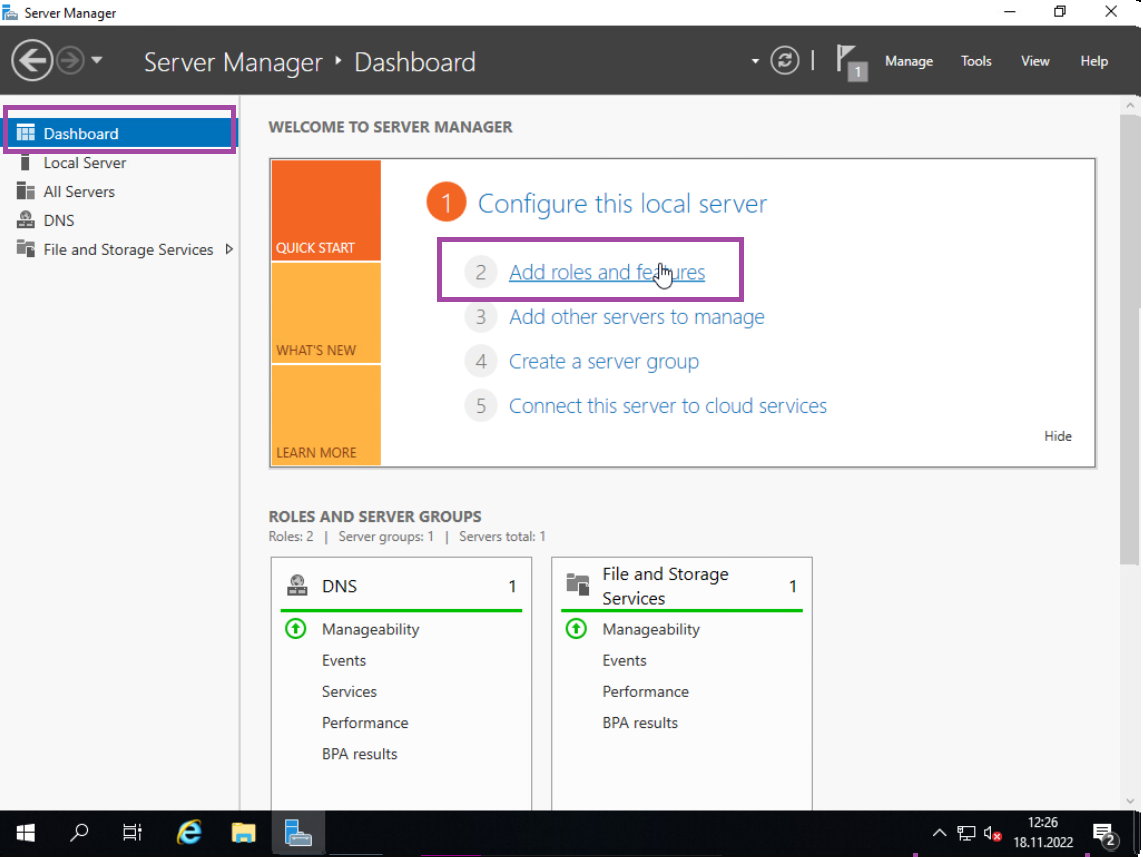 Server Manager
Server Manager Dashboard
1
Manage
Tools
View
Help
Dashboard
Local Server
All Servers
DNS
File and Storage Services
WELCOME TO SERVER MANAGER
QUICK START
WHAT'S NEW
LEARN MORE
1 Configure this local server
2 Add roles and features
3 Add other servers to manage
4 Create a server group
5 Connect this server to cloud services
Hide
ROLES AND SERVER GROUPS
Roles: 2 | Server groups: 1 | Servers total: 1
DNS 1
Manageability
Events
Services
Performance
BPA results
File and Storage
Services
1
Manageability
Events
Performance
BPA results
12:26
18.11.2022
2